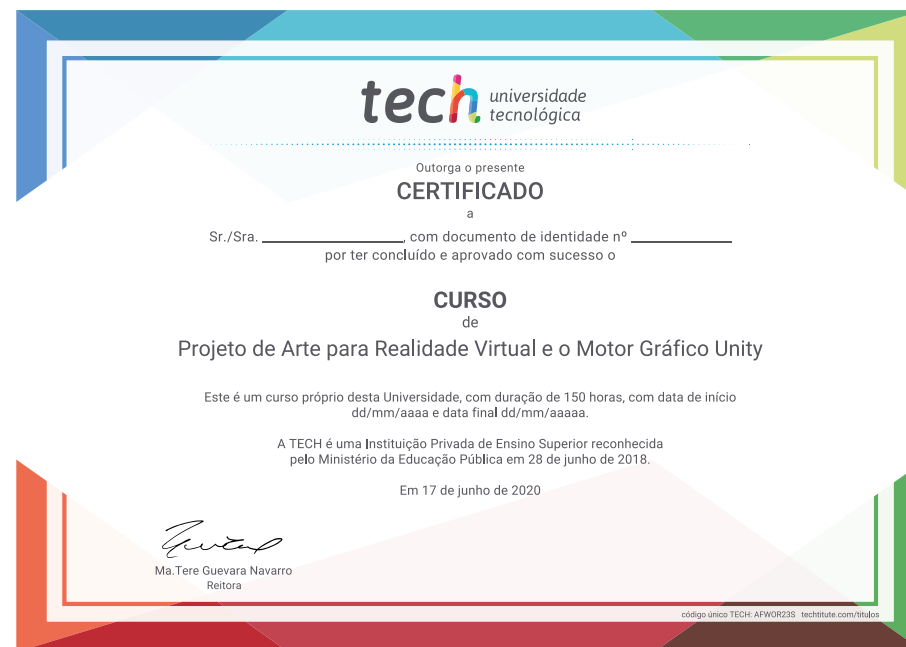 tech universidade
tecnológica
Outorga o presente
CERTIFICADO
a
Sr./Sra. ____________, com documento de identidade nº ____________
por ter concluído e aprovado com sucesso o
CURSO
de
Projeto de Arte para Realidade Virtual e o Motor Gráfico Unity
Este é um curso próprio desta Universidade, com duração de 150 horas, com data de início
dd/mm/aaaa e data final dd/mm/aaaaa.
A TECH é uma Instituição Privada de Ensino Superior reconhecida
pelo Ministério da Educação Pública em 28 de junho de 2018.
Em 17 de junho de 2020
Ma.Tere Guevara Navarro
Reitora
código único TECH: AFWOR23S techtitute.com/titulos